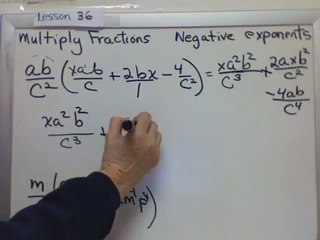 Lesson 36
Multiply Fractions Negative exponents
ab/c² (xab/c + 2bx/1 − 4/c²) = xa²b²/c³ + 2axb²/c²
−4ab/c⁴
xa²b²/c³ +
m
m⁴p⁶)